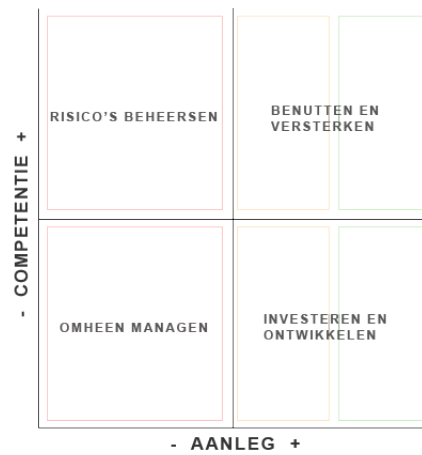 RISICO'S BEHEERSEN
BENUTTEN EN
VERSTERKEN
- COMPETENTIE +
OMHEEN MANAGEN
INVESTEREN EN
ONTWIKKELEN
- AANLEG +